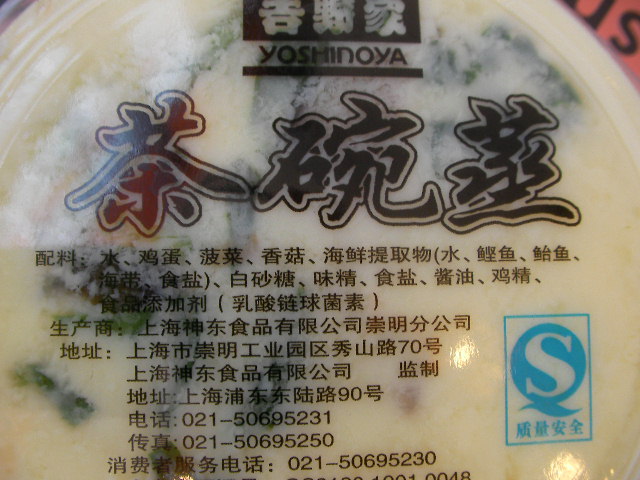 吉野家
YOSHINOYA
茶碗蒸
配料：水、鸡蛋、菠菜、香菇、海鲜提取物(水、鲣鱼、鲐鱼、
海带、食盐)、白砂糖、味精、食盐、酱油、鸡精、
食品添加剂（乳酸链球菌素）
生产商：上海神东食品有限公司崇明分公司
地址：上海市崇明工业园区秀山路70号
上海神东食品有限公司 监制
地址:上海浦东东陆路90号
电话:021-50695231
传真:021-50695250
消费者服务电话：021-50695230
质量安全